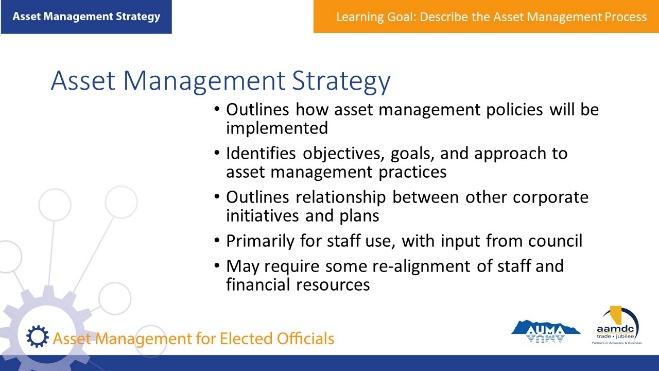 Asset Management Strategy
Learning Goal: Describe the Asset Management Process
Asset Management Strategy
• Outlines how asset management policies will be
implemented
• Identifies objectives, goals, and approach to
asset management practices
• Outlines relationship between other corporate
initiatives and plans
• Primarily for staff use, with input from council
• May require some re-alignment of staff and
financial resources
Asset Management for Elected Officials
AUMA
aamdc
trade • jubilee